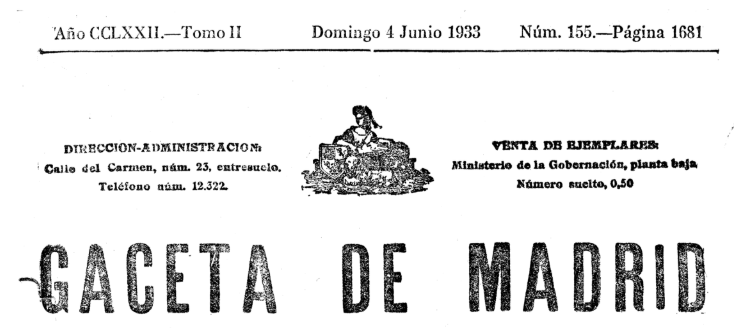 Año CCLXXII.—Tomo II Domingo 4 Junio 1933 Núm. 155.—Página 1681
DIRECCION-ADMINISTRACION:
Calle del Carmen, núm. 23, entresuelo.
Teléfono núm. 12.322
VENTA DE EJEMPLARES:
Ministerio de la Gobernación, planta baja
Número suelto, 0,50
GACETA DE MADRID